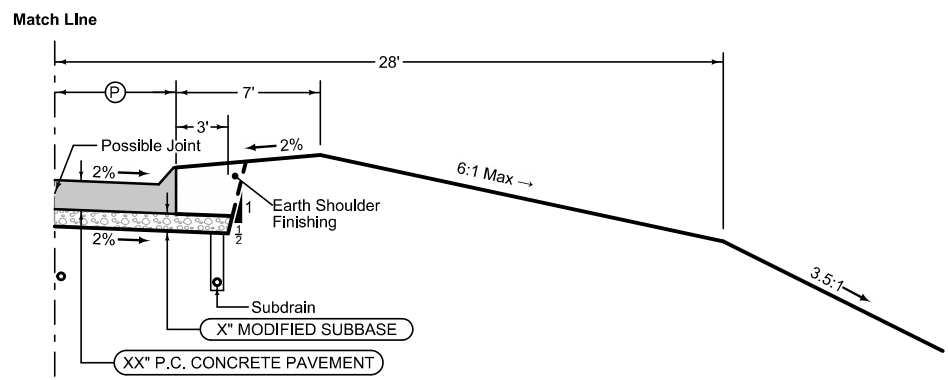 Match Line
28'
P
7'
3'
2%
Possible Joint
2%
6:1 Max →
Earth Shoulder
Finishing
1
1/2
2%
3.5:1
Subdrain
X" MODIFIED SUBBASE
XX" P.C. CONCRETE PAVEMENT